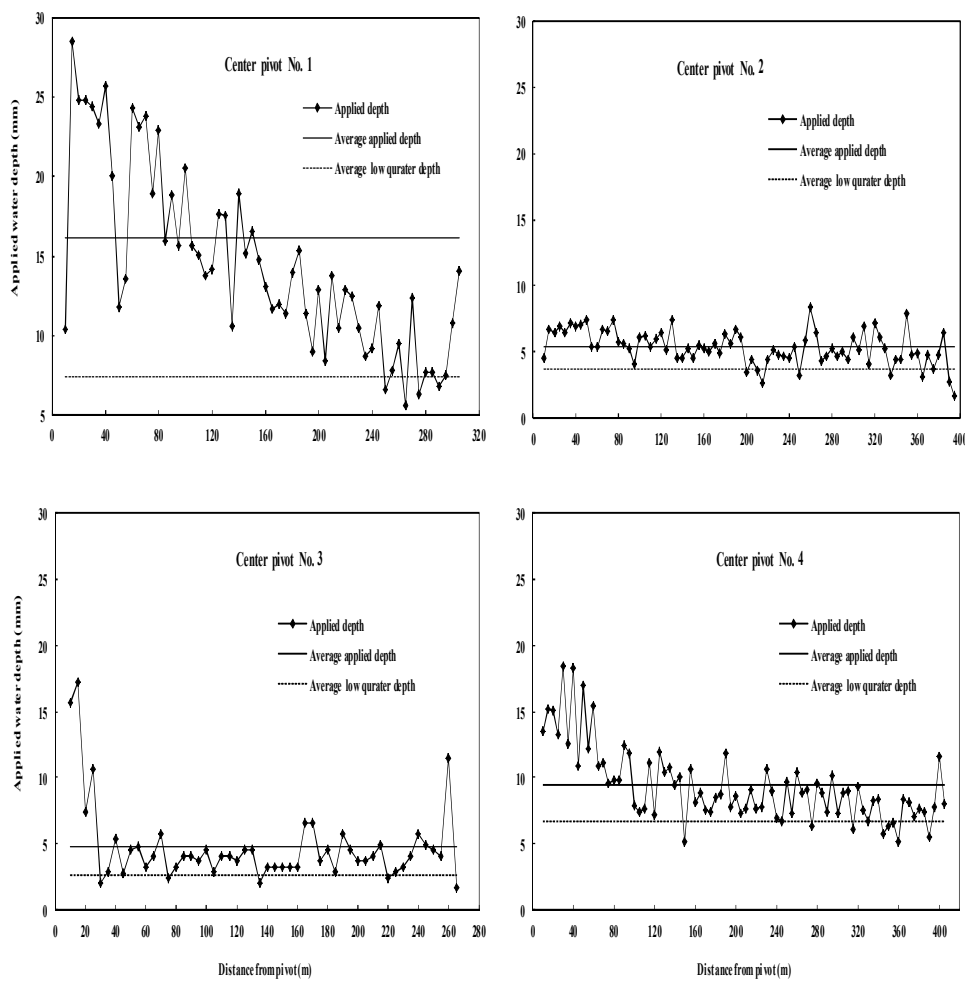 Center pivot No. 1
Applied depth
Average applied depth
Average low qurater depth
Applied water depth (mm)
30
25
20
15
10
5
0 40 80 120 160 200 240 280 320
Center pivot No. 2
Applied depth
Average applied depth
Average low qurater depth
30
25
20
15
10
5
0
0 40 80 120 160 200 240 280 320 360 400
Center pivot No. 3
Applied depth
Average applied depth
Average low qurater depth
Applied water depth (mm)
30
25
20
15
10
5
0
0 20 40 60 80 100 120 140 160 180 200 220 240 260 280
Distance from pivot (m)
Center pivot No. 4
Applied depth
Average applied depth
Average low qurater depth
30
25
20
15
10
5
0
0 40 80 120 160 200 240 280 320 360 400
Distance from pivot (m)